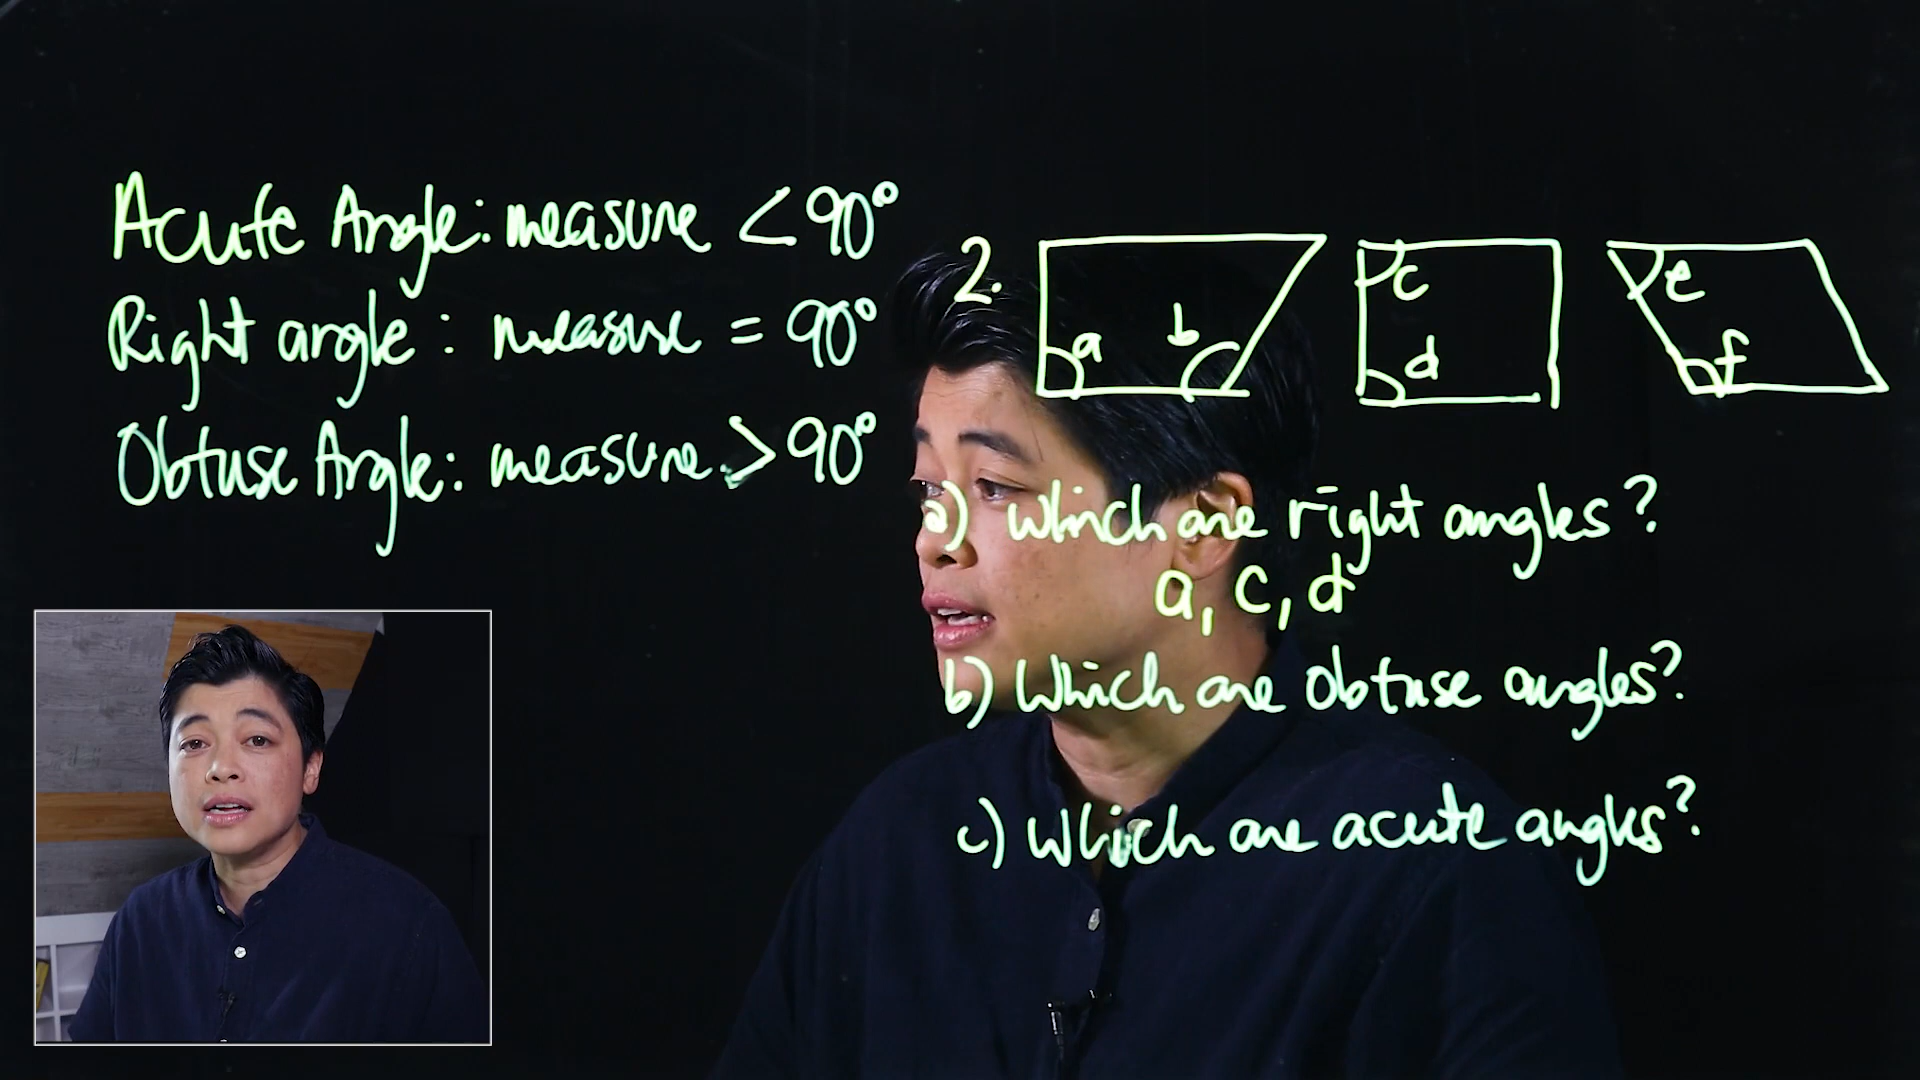 Acute Angle: measure < 90°
Right angle: measure = 90°
Obtuse Angle: measure > 90°
2.
a
b
c
d
e
f
a) Which are right angles?
a, c, d
b) Which are obtuse angles?
c) Which are acute angles?